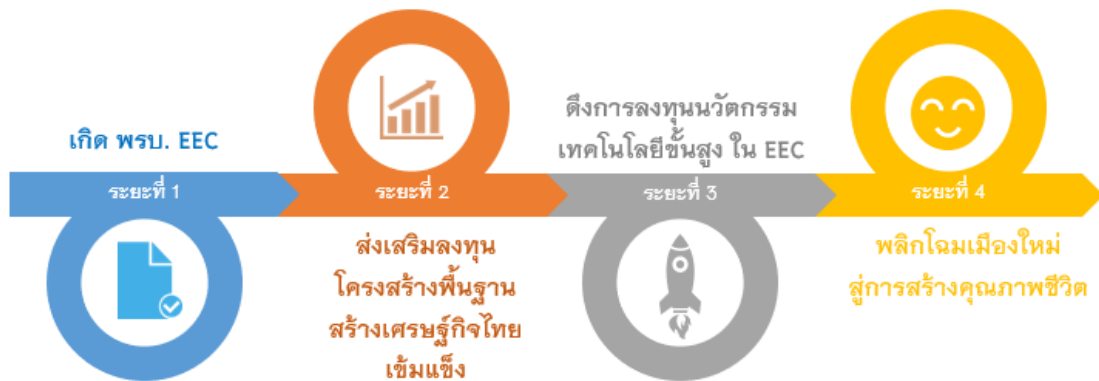 เกิด พรบ. EEC
ระยะที่ 1
ระยะที่ 2
ส่งเสริมลงทุน
โครงสร้างพื้นฐาน
สร้างเศรษฐ์กิจไทย
เข้มแข็ง
ดึงการลงทุนนวัตกรรม
เทคโนโลยีขั้นสูง ใน EEC
ระยะที่ 3
ระยะที่ 4
พลิกโฉมเมืองใหม่
สู่การสร้างคุณภาพชีวิต